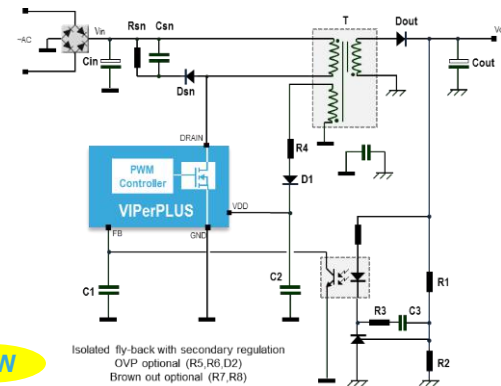 ~AC
Vin
Cin
Rsn
Csn
Dsn
T
Dout
Cout
DRAIN
PWM
Controller
VIPerPLUS
VDD
FB
GND
R4
D1
C1
C2
R1
R3
C3
R2
Isolated fly-back with secondary regulation
OVP optional (R5,R6,D2)
Brown out optional (R7,R8)